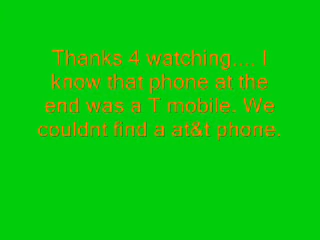 Thanks 4 watching.... I
know that phone at the
end was a T mobile. We
couldnt find a at&t phone.